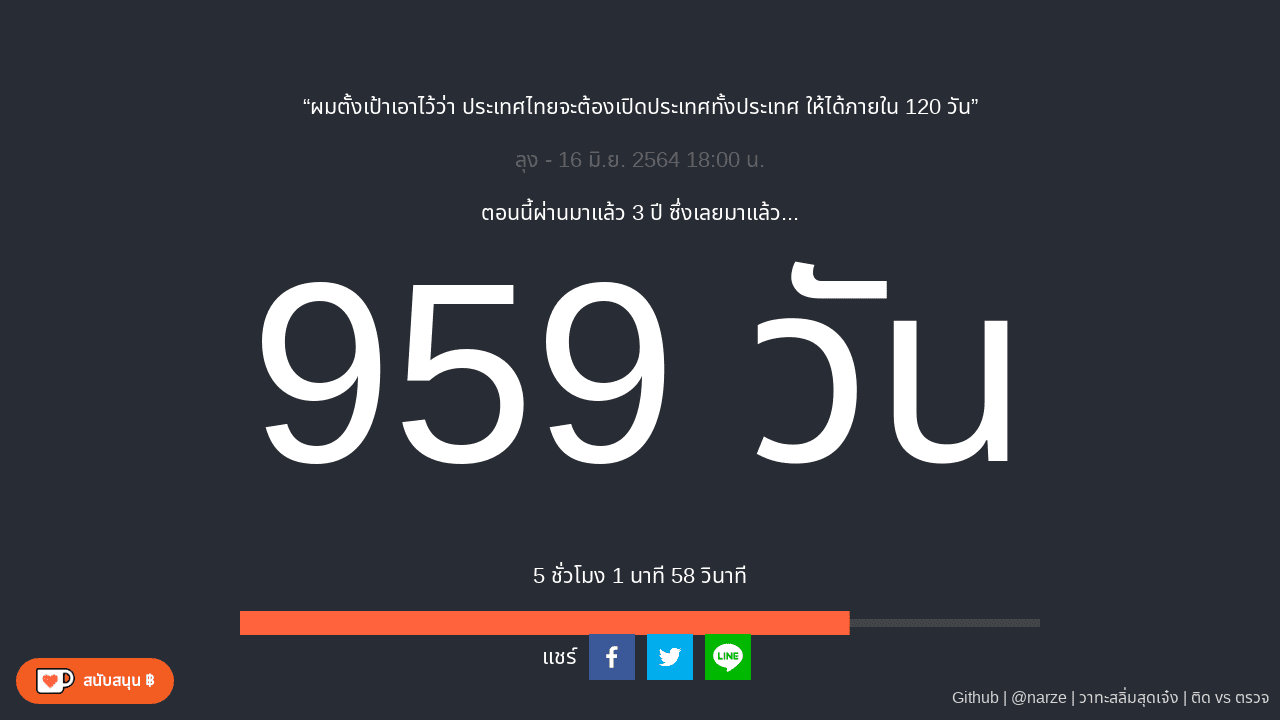 “ผมตั้งเป้าเอาไว้ว่า ประเทศไทยจะต้องเปิดประเทศทั้งประเทศ ให้ได้ภายใน 120 วัน”
ลุง - 16 มิ.ย. 2564 18:00 น.
ตอนนี้ผ่านมาแล้ว 3 ปี ซึ่งเลยมาแล้ว...
959 วัน
5 ชั่วโมง 1 นาที 58 วินาที
แชร์
LINE
สนับสนุน ฿
Github | @narze | วาทะสลิ่มสุดเจ๋ง | ติด vs ตรวจ